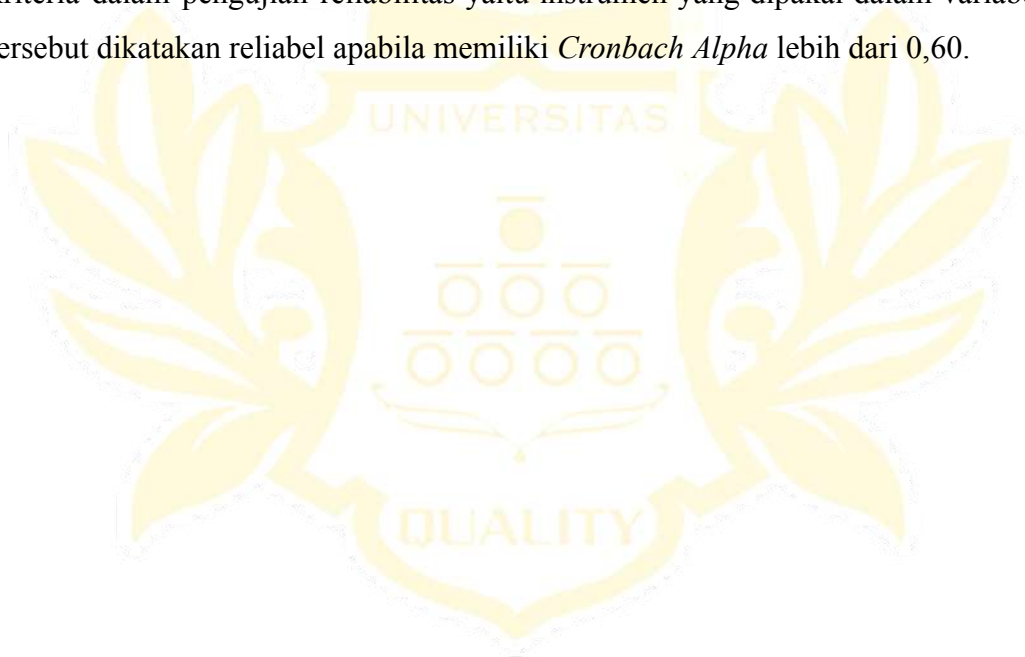 kriteria dalam pengujian reliabilitas yaitu instrumen yang dipakai dalam variabel
tersebut dikatakan reliabel apabila memiliki Cronbach Alpha lebih dari 0,60.
UNIVERSITAS
QUALITY